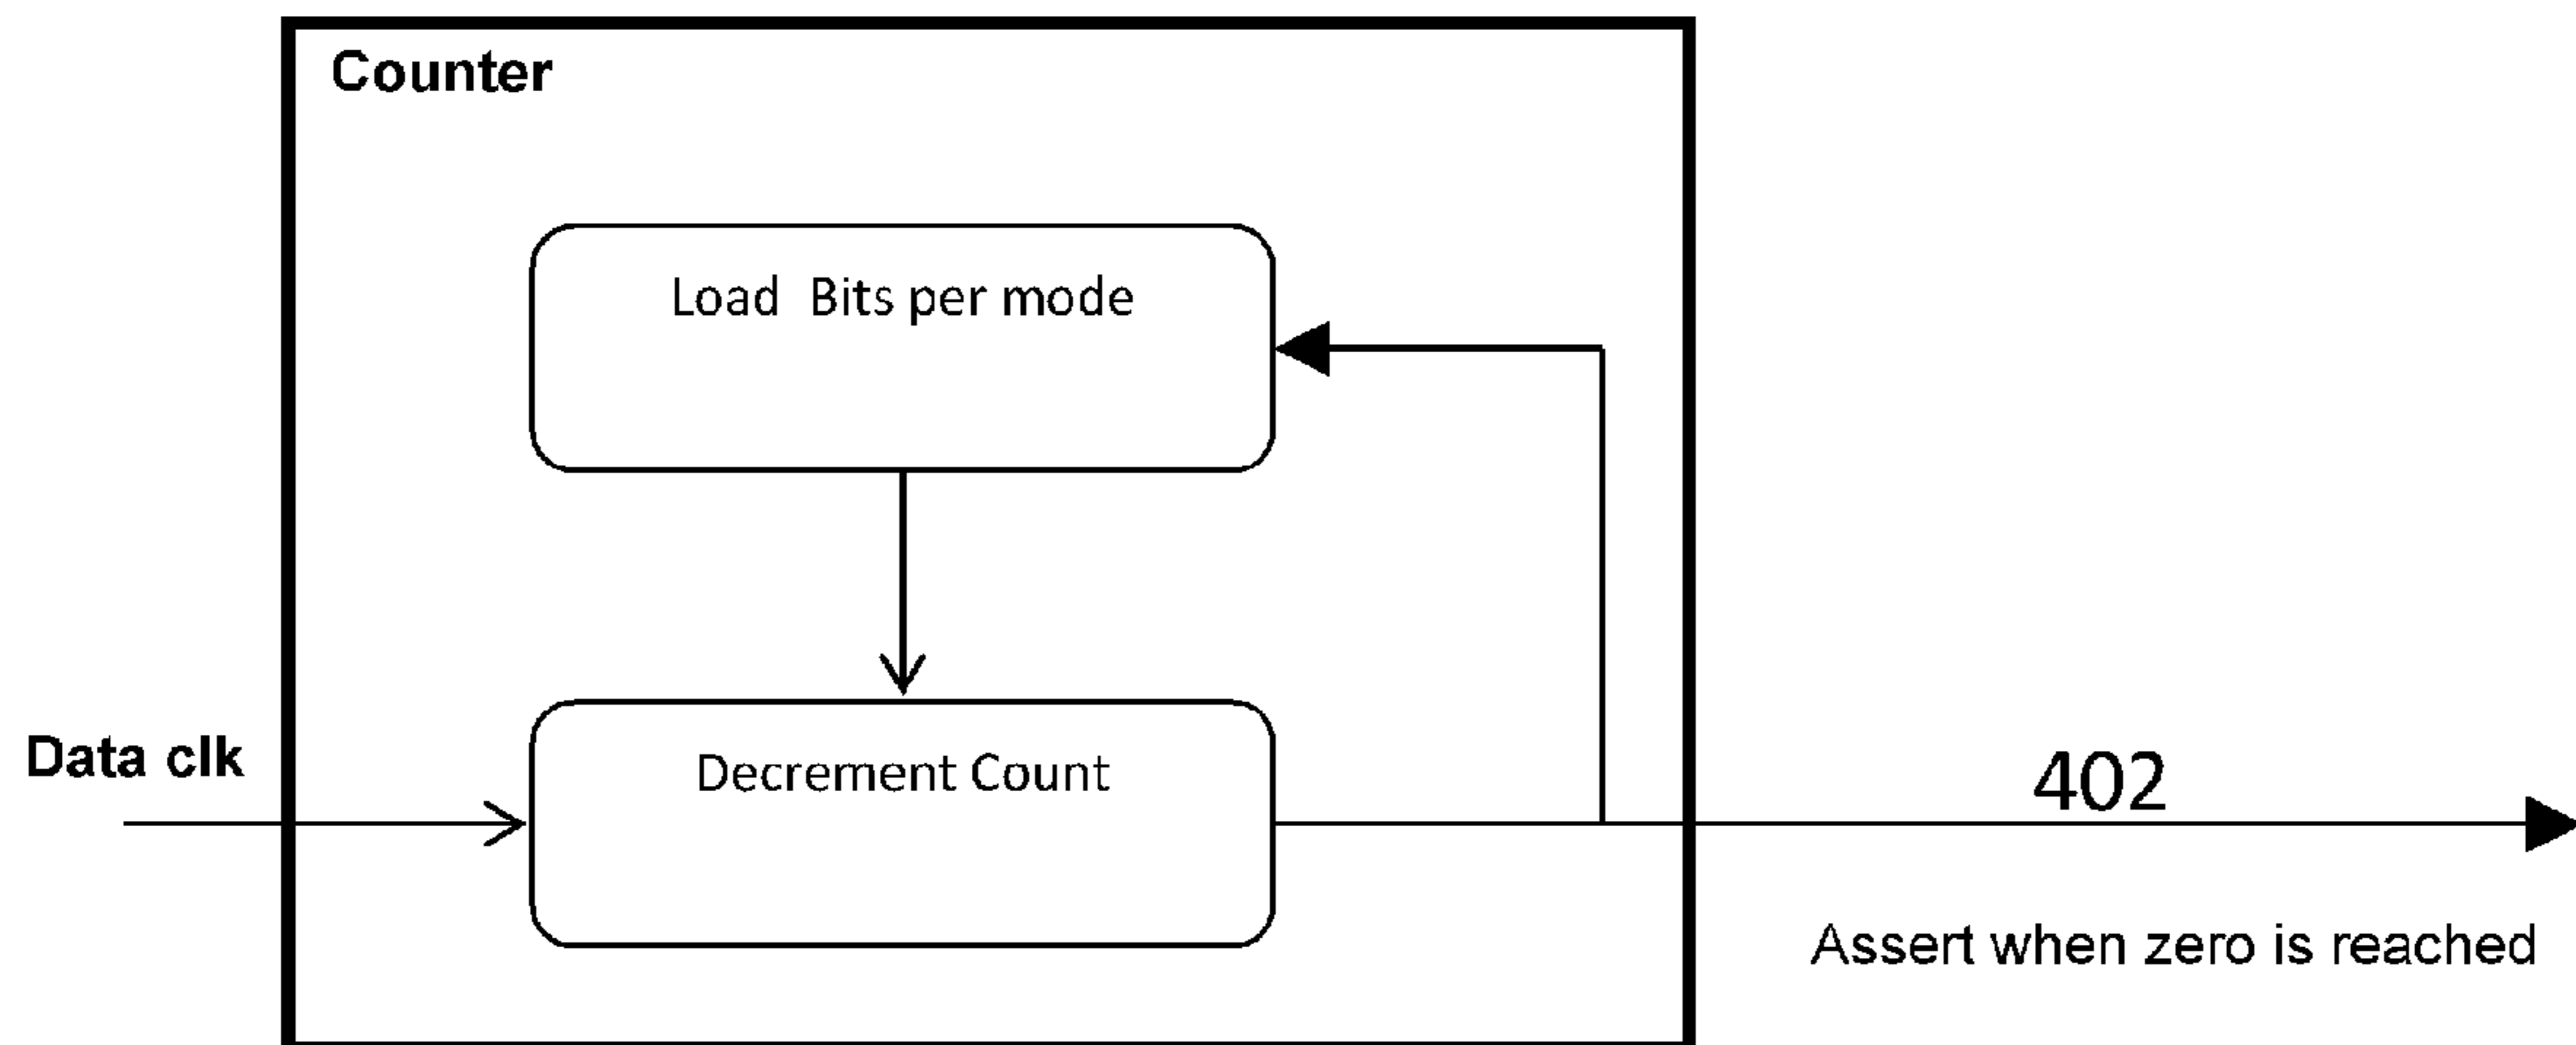 Counter
Load Bits per mode
Data clk
Decrement Count
402
Assert when zero is reached